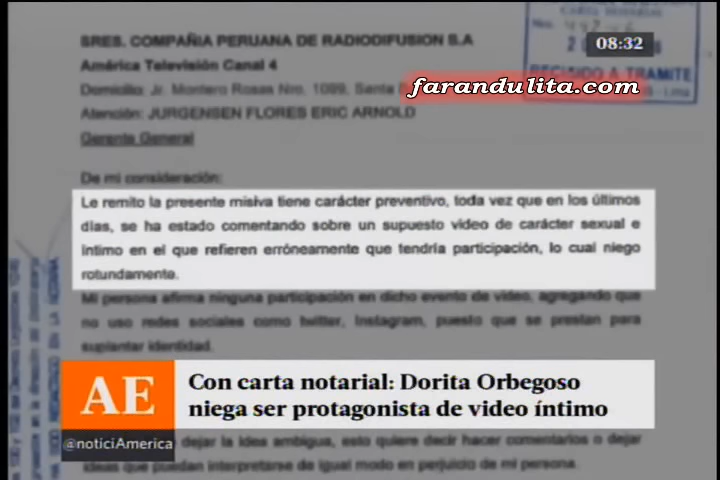 SRES. COMPAÑIA PERUANA DE RADIODIFUSION S.A
América Televisión Canal 4
Domicilio: Jr. Montero Rosas Nro. 1099, Santa
Atención: JURGENSEN FLORES ERIC ARNOLD
Gerente General
08:32
RECIBIDO A TRAMITE
farandulita.com
De mi consideración:
Le remito la presente misiva tiene carácter preventivo, toda vez que en los últimos
días, se ha estado comentando sobre un supuesto video de carácter sexual e
íntimo en el que refieren erróneamente que tendría participación, lo cual niego
rotundamente.
Mi persona afirma ninguna participación en dicho evento de video, agregando que
no uso redes sociales como twitter, Instagram, puesto que se prestan para
suplantar identidad.
AE
Con carta notarial: Dorita Orbegoso
niega ser protagonista de video íntimo
@noticiAmerica
dejar la idea ambigua, esto quiere decir hacer comentarios o dejar
ideas que puedan interpretarse de igual modo en perjuicio de mi persona.